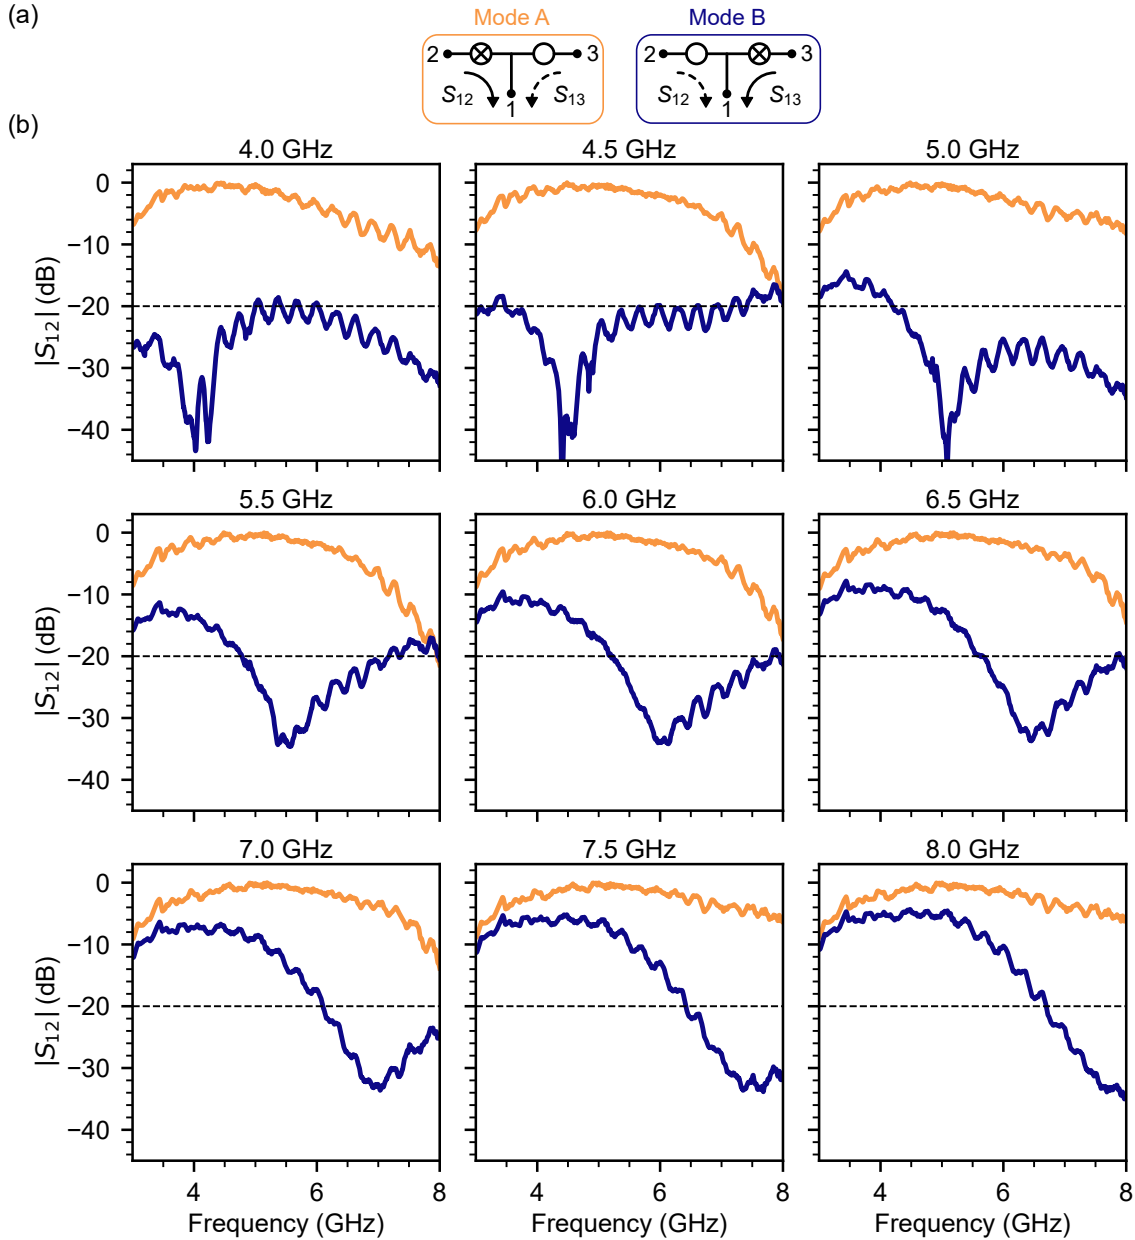 (a)
Mode A
Mode B
2
3
2
3
S12
S13
S12
S13
1
1
(b)
4.0 GHz
4.5 GHz
5.0 GHz
0
−10
−20
−30
−40
|S12| (dB)
5.5 GHz
6.0 GHz
6.5 GHz
0
−10
−20
−30
−40
|S12| (dB)
7.0 GHz
7.5 GHz
8.0 GHz
0
−10
−20
−30
−40
|S12| (dB)
4 6 8
4 6 8
4 6 8
Frequency (GHz)
Frequency (GHz)
Frequency (GHz)